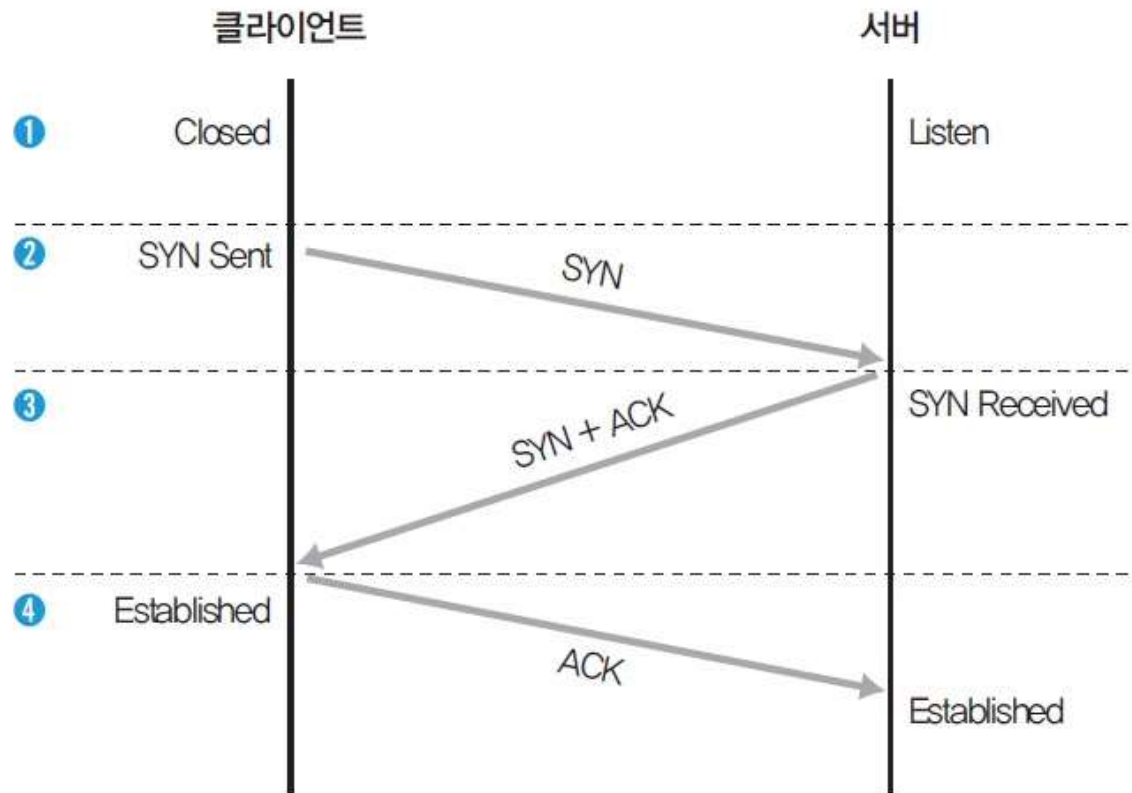 클라이언트 서버
1 Closed Listen
2 SYN Sent SYN
3 SYN + ACK SYN Received
4 Established ACK
Established